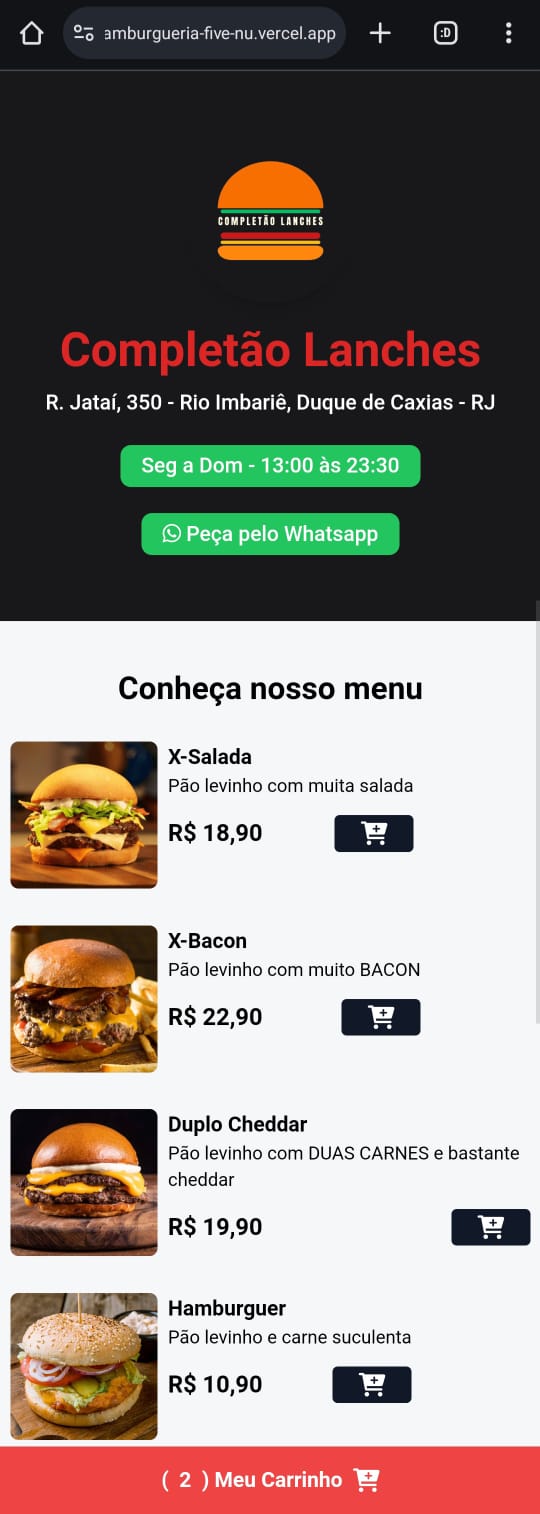 amburgueria-five-nu.vercel.app
:D
COMPLETÃO LANCHES
Completão Lanches
R. Jataí, 350 - Rio Imbariê, Duque de Caxias - RJ
Seg a Dom - 13:00 às 23:30
Peça pelo Whatsapp
Conheça nosso menu
X-Salada
Pão levinho com muita salada
R$ 18,90
X-Bacon
Pão levinho com muito BACON
R$ 22,90
Duplo Cheddar
Pão levinho com DUAS CARNES e bastante
cheddar
R$ 19,90
Hamburguer
Pão levinho e carne suculenta
R$ 10,90
( 2 ) Meu Carrinho